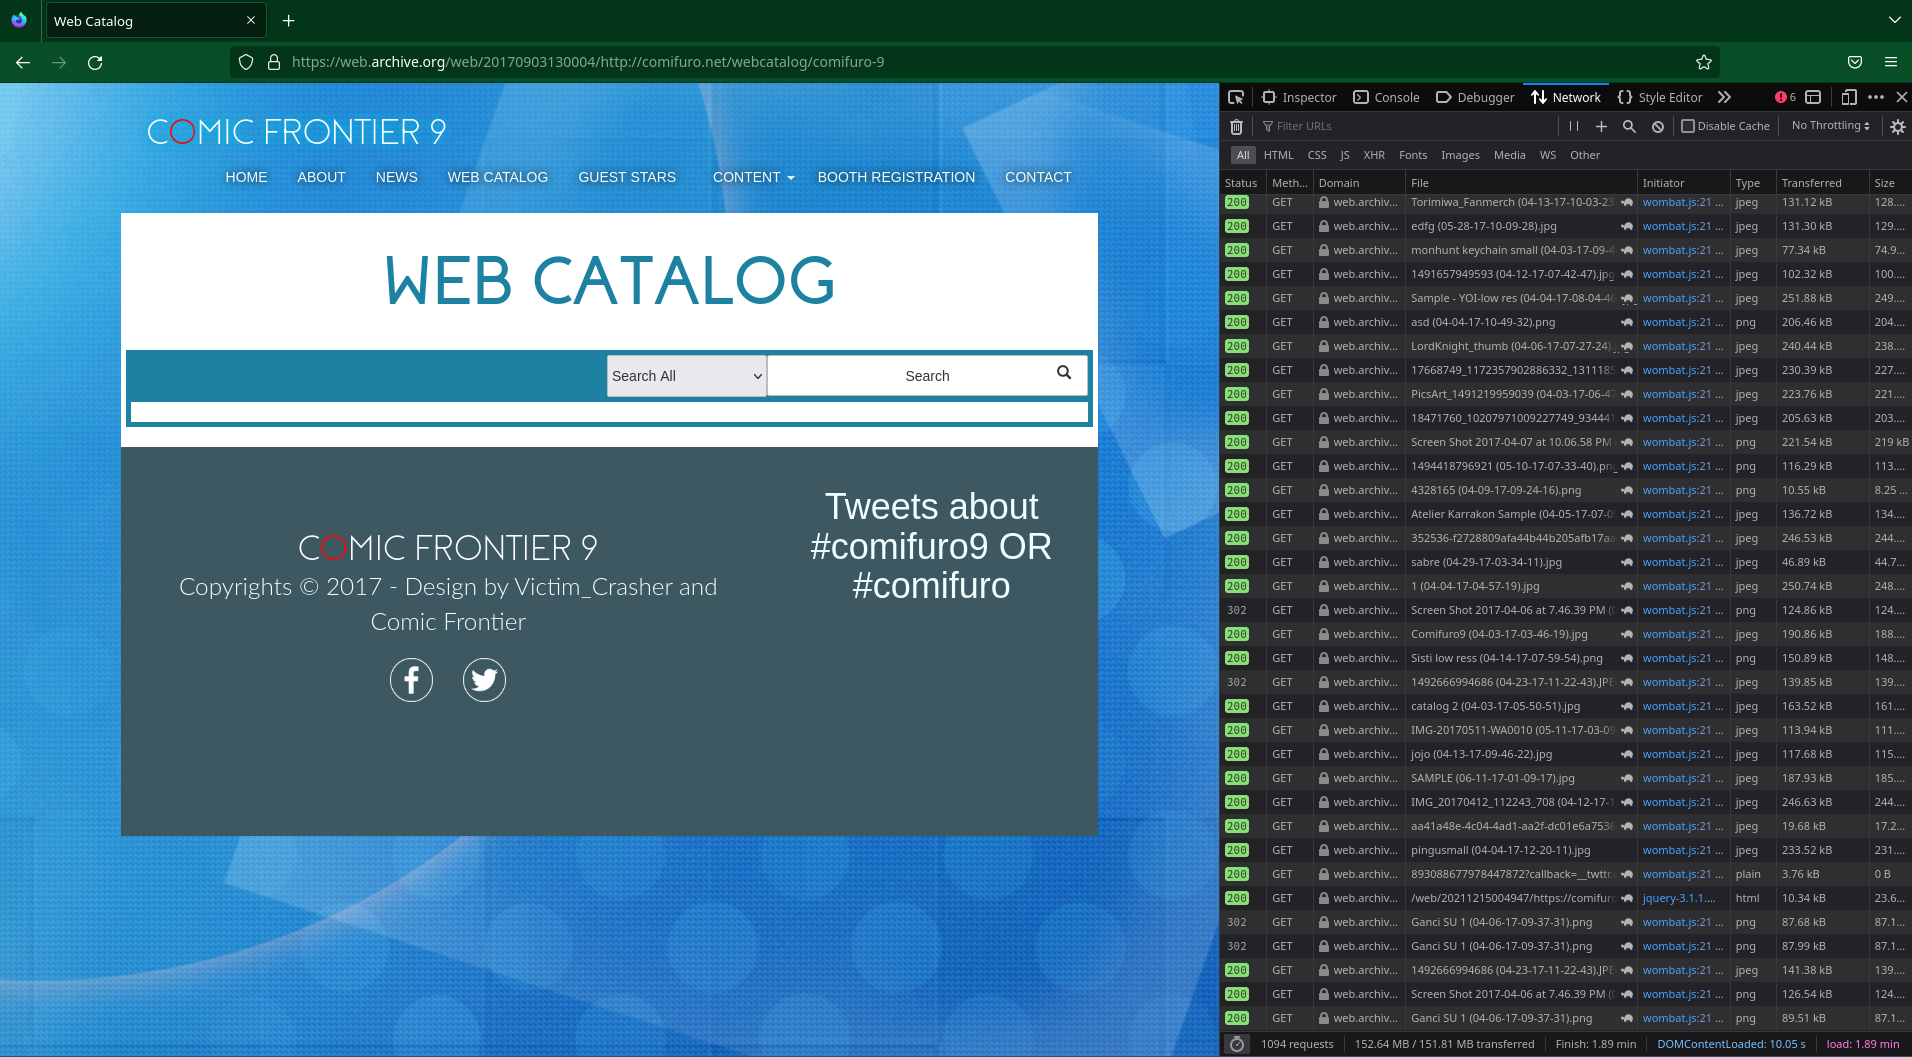 Web Catalog
https://web.archive.org/web/20170903130004/http://comifuro.net/webcatalog/comifuro-9
COMIC FRONTIER 9
HOME ABOUT NEWS WEB CATALOG GUEST STARS CONTENT BOOTH REGISTRATION CONTACT
WEB CATALOG
Search All Search
COMIC FRONTIER 9
Copyrights © 2017 - Design by Victim_Crasher and
Comic Frontier
Tweets about
#comifuro9 OR
#comifuro
Inspector Console Debugger Network Style Editor 6
Filter URLs Disable Cache No Throttling
All HTML CSS JS XHR Fonts Images Media WS Other
Status Meth... Domain File Initiator Type Transferred Size
200 GET web.archiv... Torimiwa_Fanmerch (04-13-17-10-03-23 wombat.js:21 ... jpeg 131.12 kB 128....
200 GET web.archiv... edfg (05-28-17-10-09-28).jpg wombat.js:21 ... jpeg 131.30 kB 129....
200 GET web.archiv... monhunt keychain small (04-03-17-09-4 wombat.js:21 ... jpeg 77.34 kB 74.9...
200 GET web.archiv... 1491657949593 (04-12-17-07-42-47).jpg wombat.js:21 ... jpeg 102.32 kB 100....
200 GET web.archiv... Sample - YOI-low res (04-04-17-08-04-46 wombat.js:21 ... jpeg 251.88 kB 249....
200 GET web.archiv... asd (04-04-17-10-49-32).png wombat.js:21 ... png 206.46 kB 204....
200 GET web.archiv... LordKnight_thumb (04-06-17-07-27-24) wombat.js:21 ... jpeg 240.44 kB 238....
200 GET web.archiv... 17668749_1172357902886332_1311185 wombat.js:21 ... jpeg 230.39 kB 227....
200 GET web.archiv... PicsArt_1491219959039 (04-03-17-06-47 wombat.js:21 ... jpeg 223.76 kB 221....
200 GET web.archiv... 18471760_10207971009227749_934441 wombat.js:21 ... jpeg 205.63 kB 203....
200 GET web.archiv... Screen Shot 2017-04-07 at 10.06.58 PM wombat.js:21 ... png 221.54 kB 219 kB
200 GET web.archiv... 1494418796921 (05-10-17-07-33-40).png wombat.js:21 ... png 116.29 kB 113....
200 GET web.archiv... 4328165 (04-09-17-09-24-16).png wombat.js:21 ... png 10.55 kB 8.25 ...
200 GET web.archiv... Atelier Karrakon Sample (04-05-17-07-0 wombat.js:21 ... jpeg 136.72 kB 134....
200 GET web.archiv... 352536-f2728809afa44b44b205afb17aa wombat.js:21 ... jpeg 246.53 kB 244....
200 GET web.archiv... sabre (04-29-17-03-34-11).jpg wombat.js:21 ... jpeg 46.89 kB 44.7...
200 GET web.archiv... 1 (04-04-17-04-57-19).jpg wombat.js:21 ... jpeg 250.74 kB 248....
302 GET web.archiv... Screen Shot 2017-04-06 at 7.46.39 PM ( wombat.js:21 ... png 124.86 kB 124....
200 GET web.archiv... Comifuro9 (04-03-17-03-46-19).jpg wombat.js:21 ... jpeg 190.86 kB 188....
200 GET web.archiv... Sisti low ress (04-14-17-07-59-54).png wombat.js:21 ... png 150.89 kB 148....
302 GET web.archiv... 1492666994686 (04-23-17-11-22-43).JPE wombat.js:21 ... jpeg 139.85 kB 139....
200 GET web.archiv... catalog 2 (04-03-17-05-50-51).jpg wombat.js:21 ... jpeg 163.52 kB 161....
200 GET web.archiv... IMG-20170511-WA0010 (05-11-17-03-09 wombat.js:21 ... jpeg 113.94 kB 111....
200 GET web.archiv... jojo (04-13-17-09-46-22).jpg wombat.js:21 ... jpeg 117.68 kB 115....
200 GET web.archiv... SAMPLE (06-11-17-01-09-17).jpg wombat.js:21 ... jpeg 187.93 kB 185....
200 GET web.archiv... IMG_20170412_112243_708 (04-12-17-1 wombat.js:21 ... jpeg 246.63 kB 244....
200 GET web.archiv... aa41a48e-4c04-4ad1-aa2f-dc01e6a7536 wombat.js:21 ... jpeg 19.68 kB 17.2...
200 GET web.archiv... pingusmall (04-04-17-12-20-11).jpg wombat.js:21 ... jpeg 233.52 kB 231....
200 GET web.archiv... 893088677978447872?callback=__twttr. wombat.js:21 ... plain 3.76 kB 0 B
200 GET web.archiv... /web/20211215004947/https://comifuro jquery-3.1.1.... html 10.34 kB 23.6...
302 GET web.archiv... Ganci SU 1 (04-06-17-09-37-31).png wombat.js:21 ... png 87.68 kB 87.1...
302 GET web.archiv... Ganci SU 1 (04-06-17-09-37-31).png wombat.js:21 ... png 87.99 kB 87.1...
200 GET web.archiv... 1492666994686 (04-23-17-11-22-43).JPE wombat.js:21 ... jpeg 141.38 kB 139....
200 GET web.archiv... Screen Shot 2017-04-06 at 7.46.39 PM ( wombat.js:21 ... png 126.54 kB 124....
200 GET web.archiv... Ganci SU 1 (04-06-17-09-37-31).png wombat.js:21 ... png 89.51 kB 87.1...
1094 requests 152.64 MB / 151.81 MB transferred Finish: 1.89 min DOMContentLoaded: 10.05 s load: 1.89 min